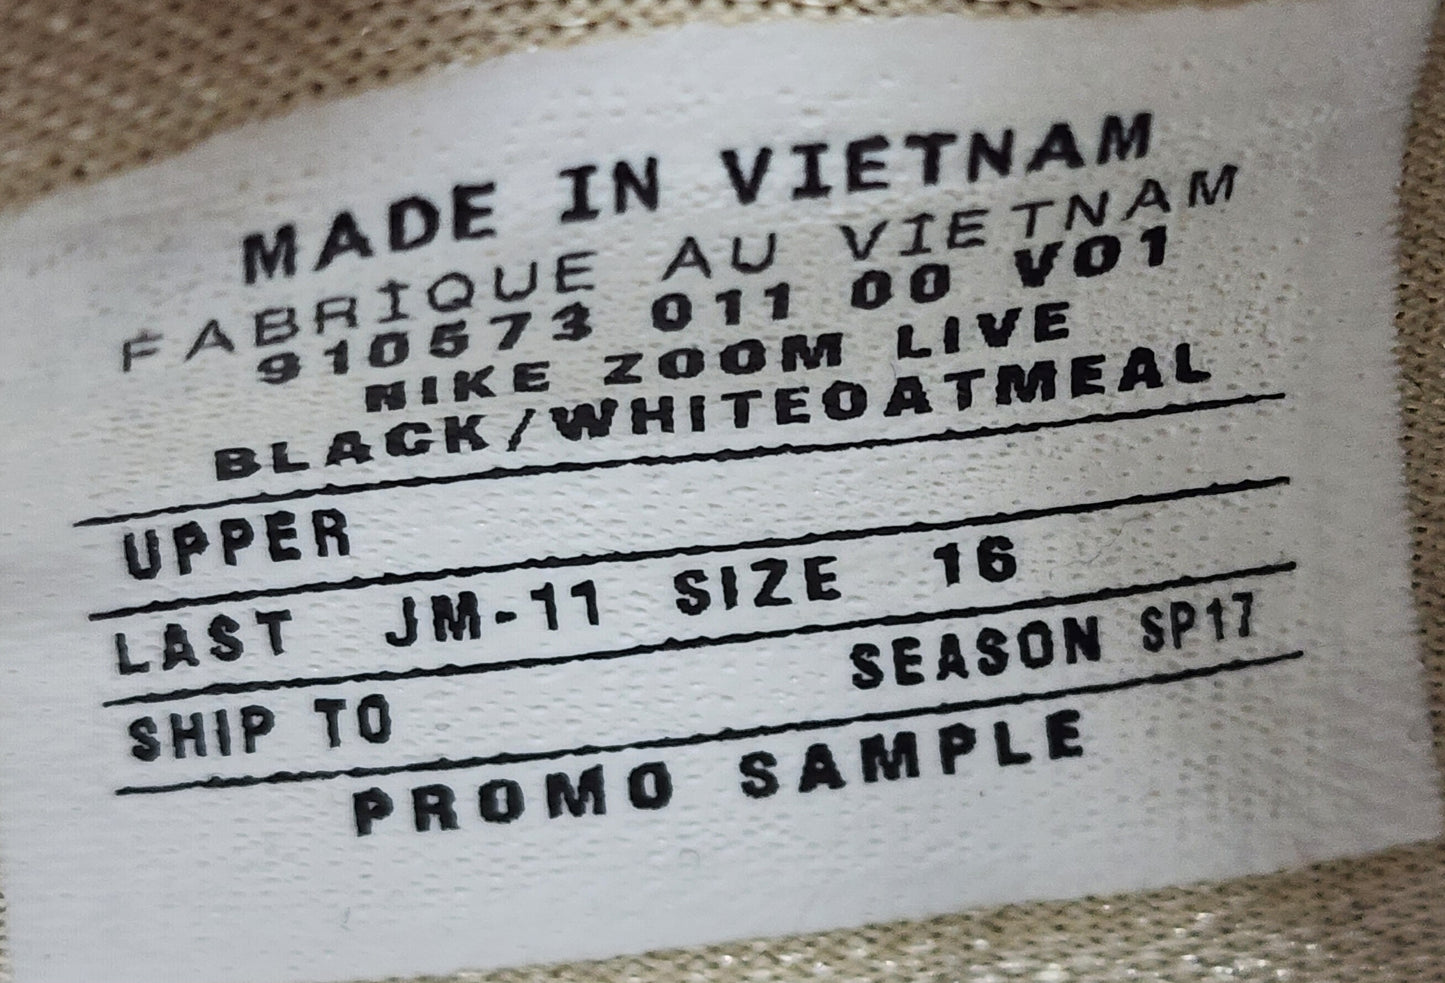 MADE IN VIETNAM
FABRIQUE AU VIETNAM
910573 011 00 V01
NIKE ZOOM LIVE
BLACK/WHITEOATMEAL
UPPER
LAST JM-11 SIZE 16
SHIP TO SEASON SP17
PROMO SAMPLE